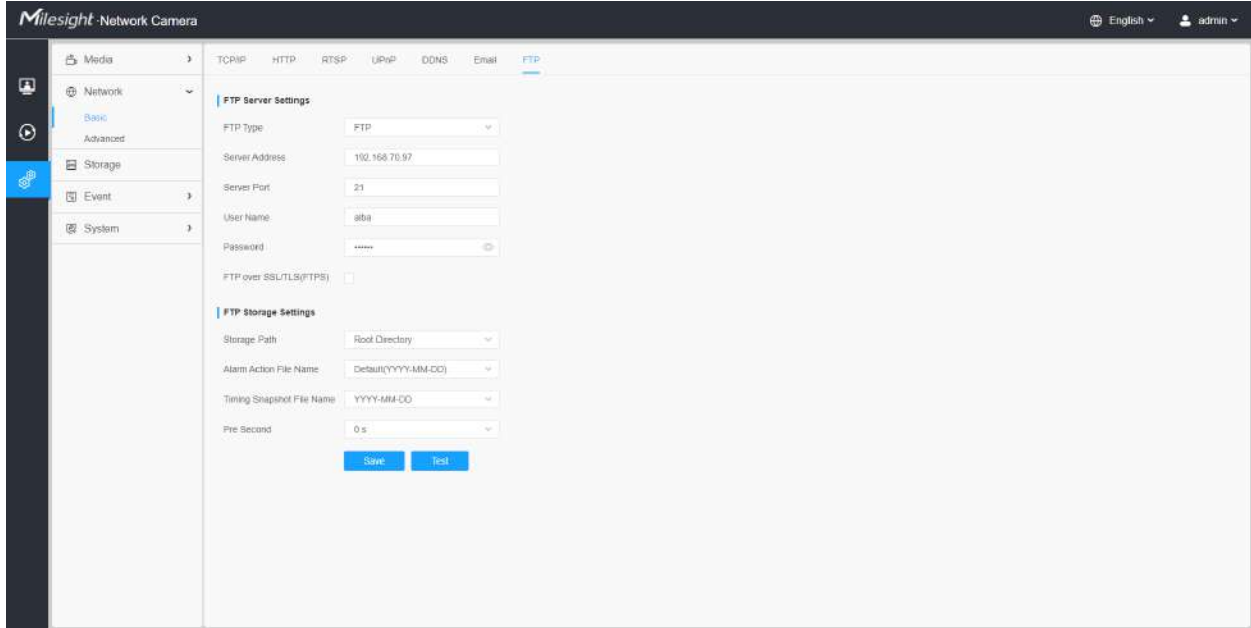 Milesight-Network Camera
English
admin
Media
Network
Basic
Advanced
Storage
Event
System
TCP/IP HTTP RTSP UPnP DDNS Email FTP
FTP Server Settings
FTP Type FTP
Server Address 192.168.70.97
Server Port 21
User Name
Password ••••••
FTP over SSL/TLS(FTPS)
FTP Storage Settings
Storage Path Root Directory
Alarm Action File Name Default(YYYY-MM-DD)
Timing Snapshot File Name YYYY-MM-DD
Pre Second 0 s
Save Test